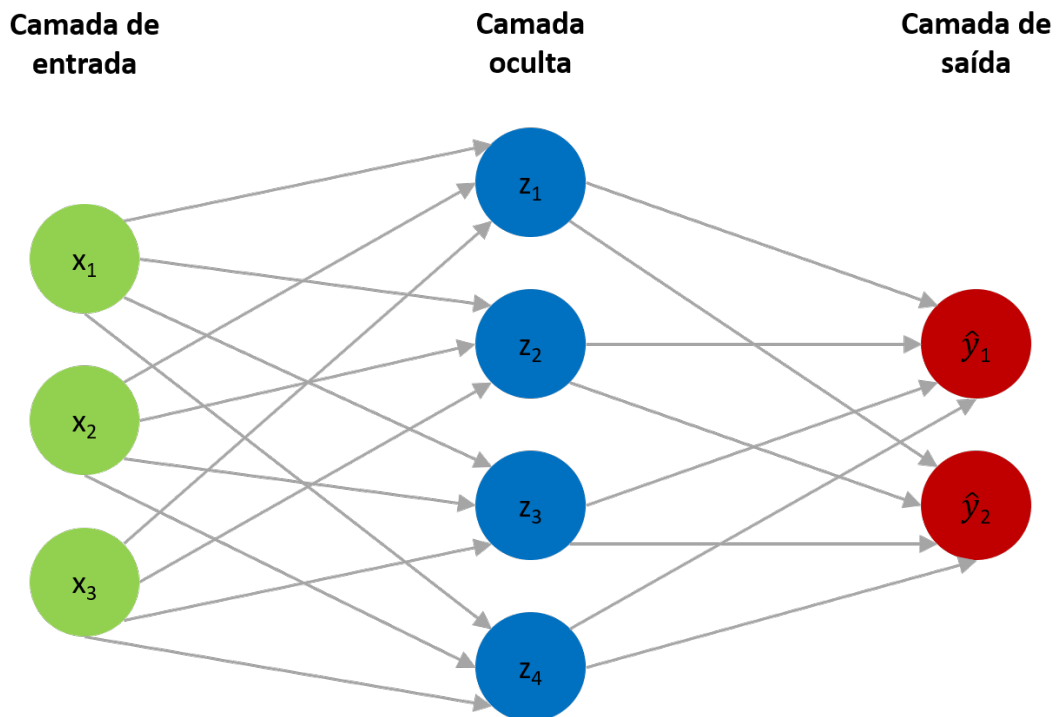 Camada de
entrada
Camada
oculta
Camada de
saída
x₁
x₂
x₃
z₁
z₂
z₃
z₄
ŷ₁
ŷ₂